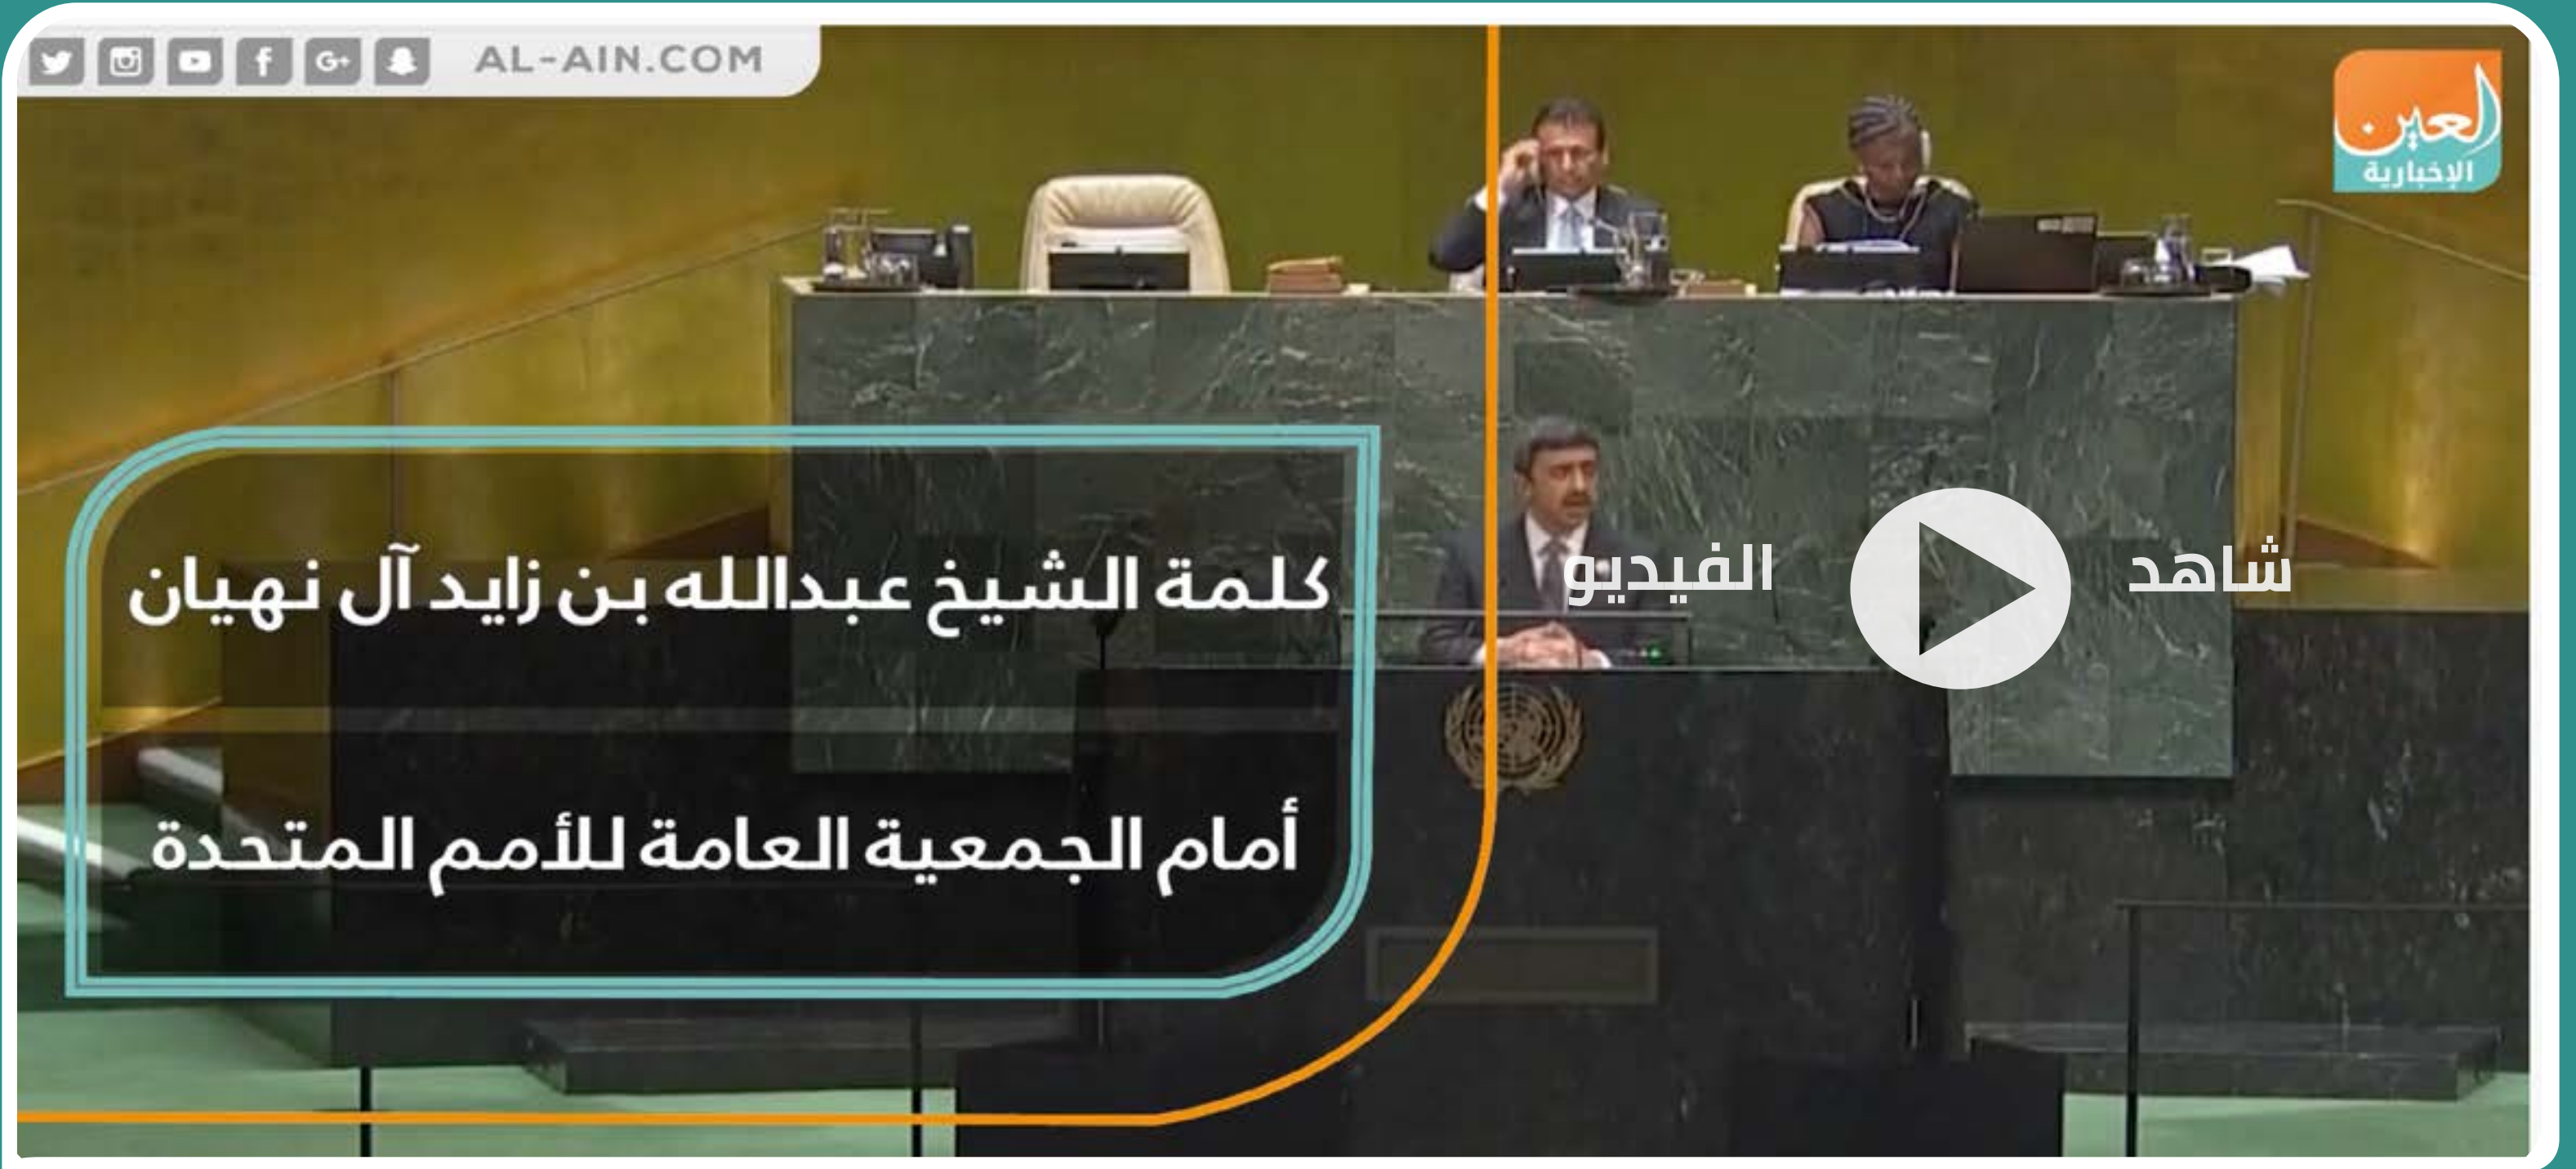 AL-AIN.COM
العين
الإخبارية
شاهد الفيديو
كلمة الشيخ عبدالله بن زايد آل نهيان
أمام الجمعية العامة للأمم المتحدة